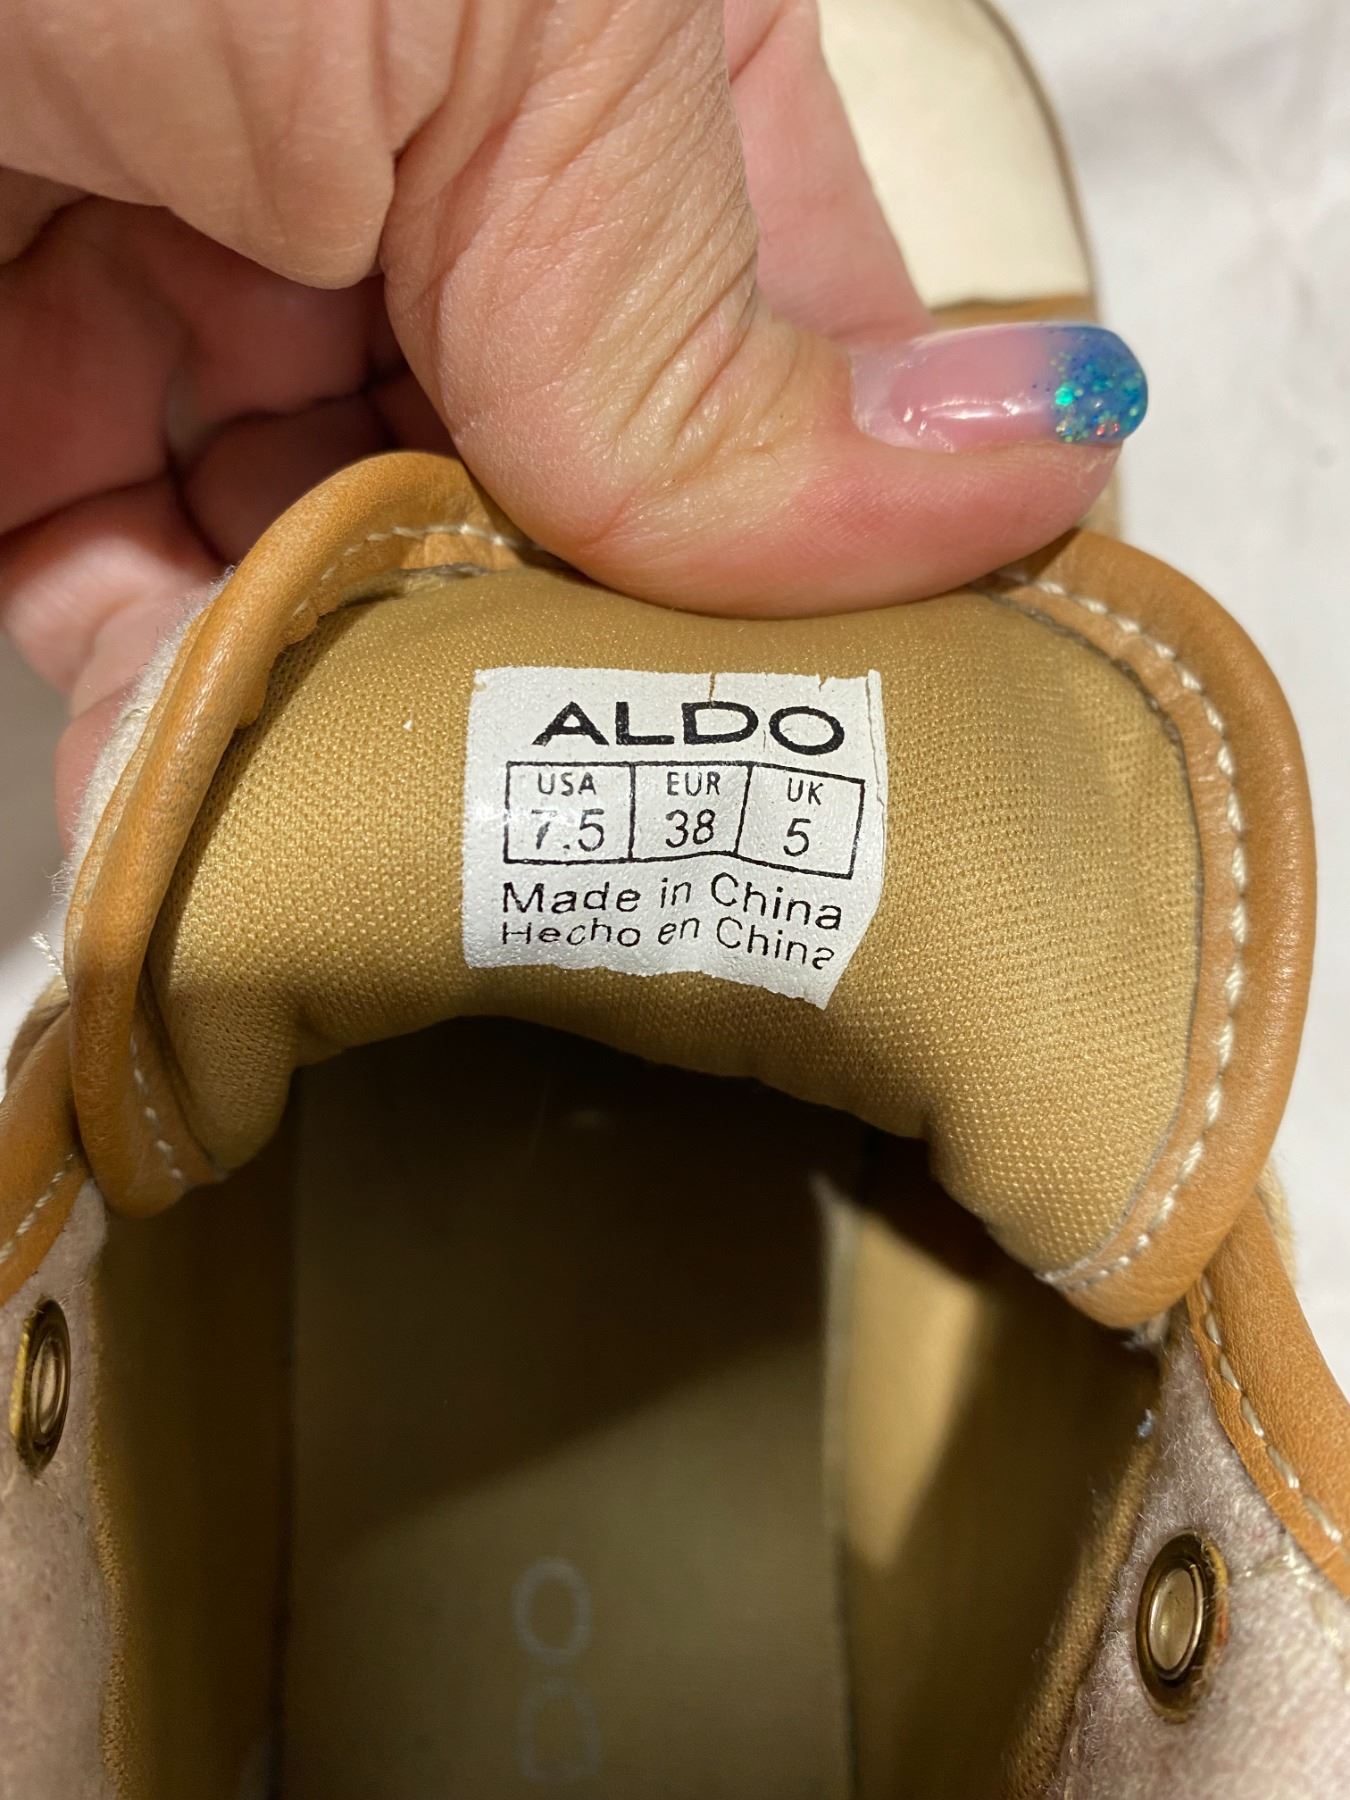 ALDO
USA EUR UK
7.5 38 5
Made in China
Hecho en China